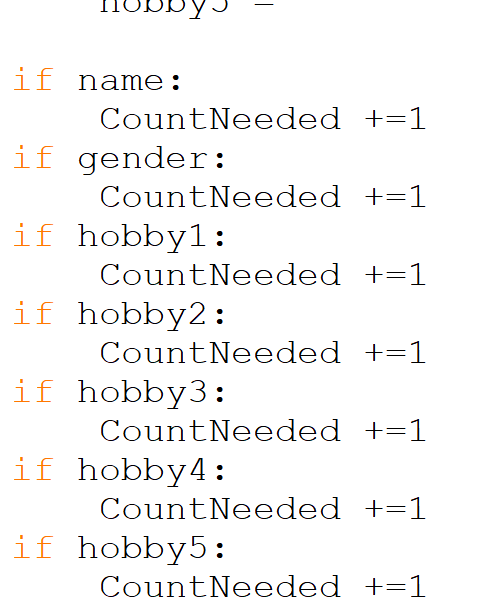 hobby5 =
if name:
CountNeeded +=1
if gender:
CountNeeded +=1
if hobby1:
CountNeeded +=1
if hobby2:
CountNeeded +=1
if hobby3:
CountNeeded +=1
if hobby4:
CountNeeded +=1
if hobby5:
CountNeeded +=1